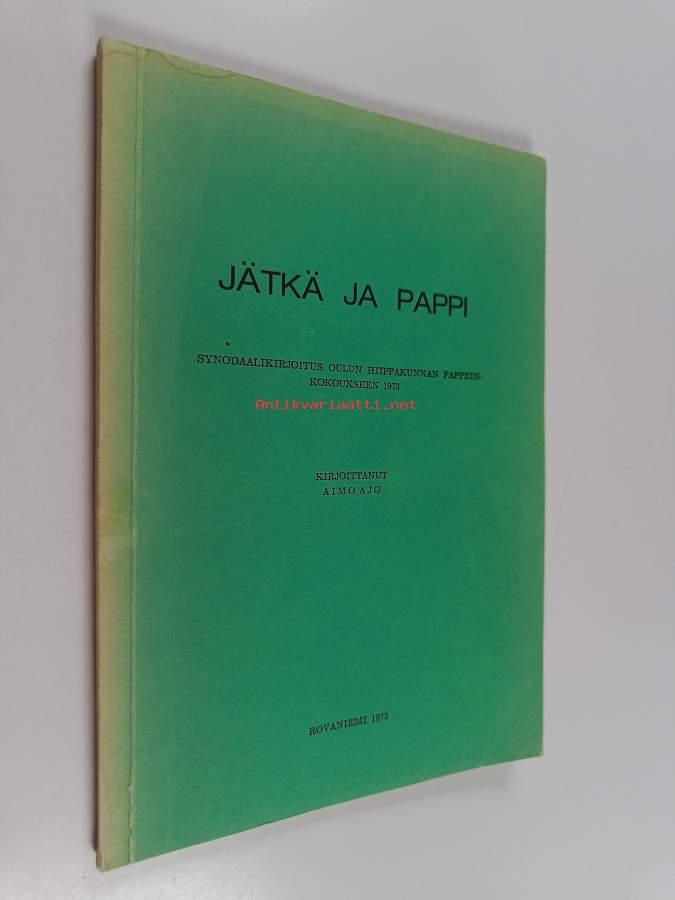 JÄTKÄ JA PAPPI
SYNODAALIKIRJOITUS OULUN HIIPPAKUNNAN PAPPEIN-
KOKOUKSEEN 1973
Antikvariaatti.net
KIRJOITTANUT
AIMO AJO
ROVANIEMI 1973